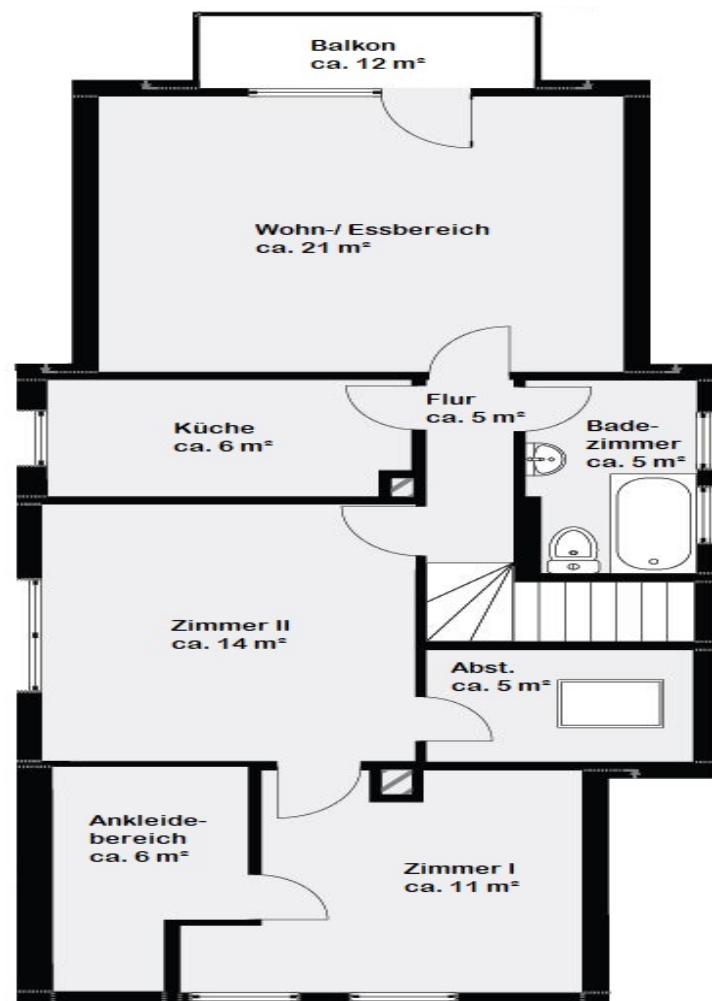 Balkon
ca. 12 m²
Wohn-/ Essbereich
ca. 21 m²
Flur
ca. 5 m²
Küche
ca. 6 m²
Bade-
zimmer
ca. 5 m²
Zimmer II
ca. 14 m²
Abst.
ca. 5 m²
Ankleide-
bereich
ca. 6 m²
Zimmer I
ca. 11 m²